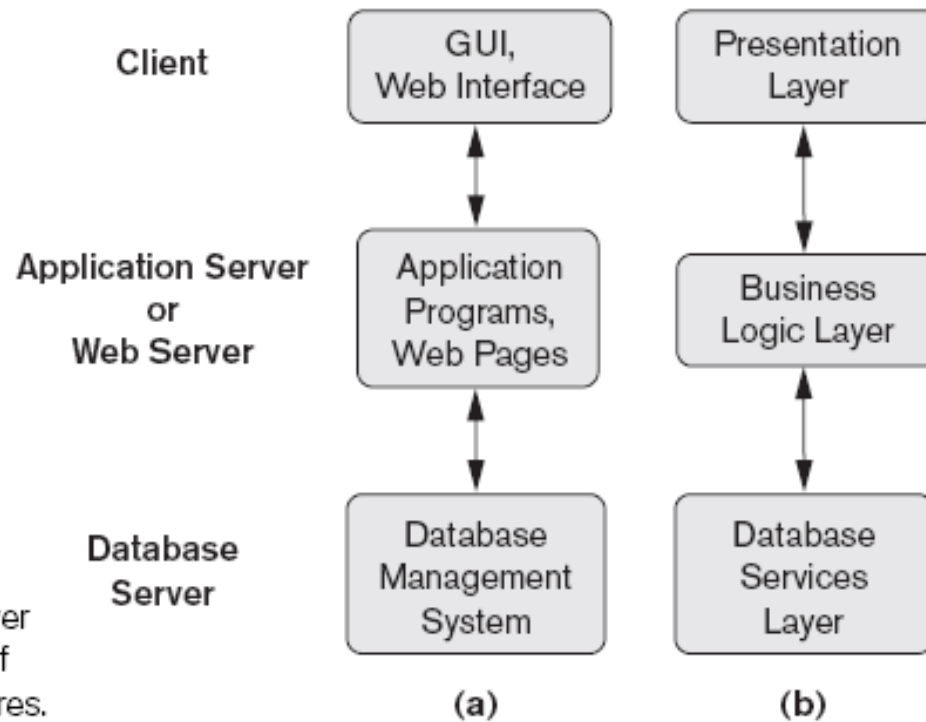 Client
GUI,
Web Interface
Presentation
Layer
Application Server
or
Web Server
Application
Programs,
Web Pages
Business
Logic Layer
Database
Server
Database
Management
System
Database
Services
Layer
(a)
(b)